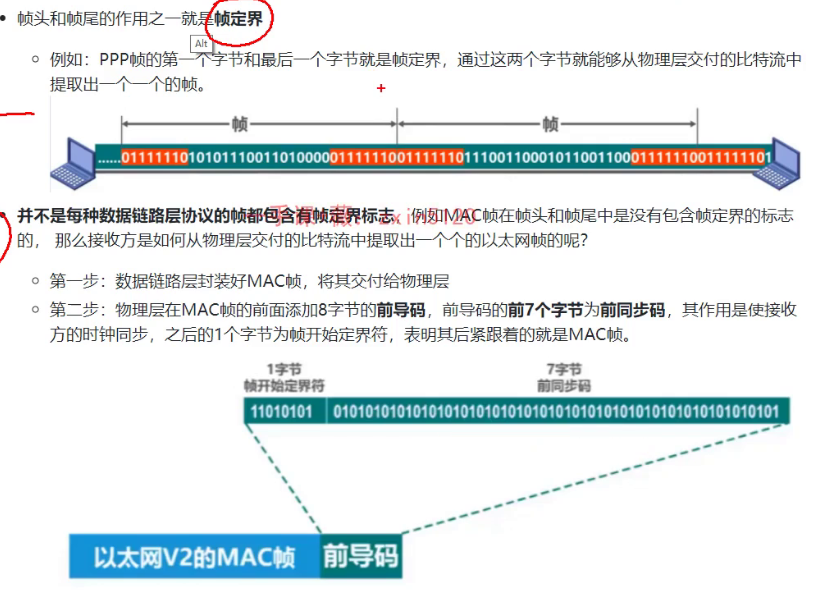 帧头和帧尾的作用之一就是帧定界
Alt
例如：PPP帧的第一个字节和最后一个字节就是帧定界，通过这两个字节就能够从物理层交付的比特流中
提取出一个一个的帧。
帧 帧
......011111101010111001101000001111110011111101110011000101100110001111110011111101
并不是每种数据链路层协议的帧都包含有帧定界标志。例如MAC帧在帧头和帧尾中是没有包含帧定界的标志
的， 那么接收方是如何从物理层交付的比特流中提取出一个个的以太网帧的呢？
第一步：数据链路层封装好MAC帧，将其交付给物理层
第二步：物理层在MAC帧的前面添加8字节的前导码，前导码的前7个字节为前同步码，其作用是使接收
方的时钟同步，之后的1个字节为帧开始定界符，表明其后紧跟着的就是MAC帧。
1字节 7字节
帧开始定界符 前同步码
11010101 01010101010101010101010101010101010101010101010101010101
以太网V2的MAC帧 前导码